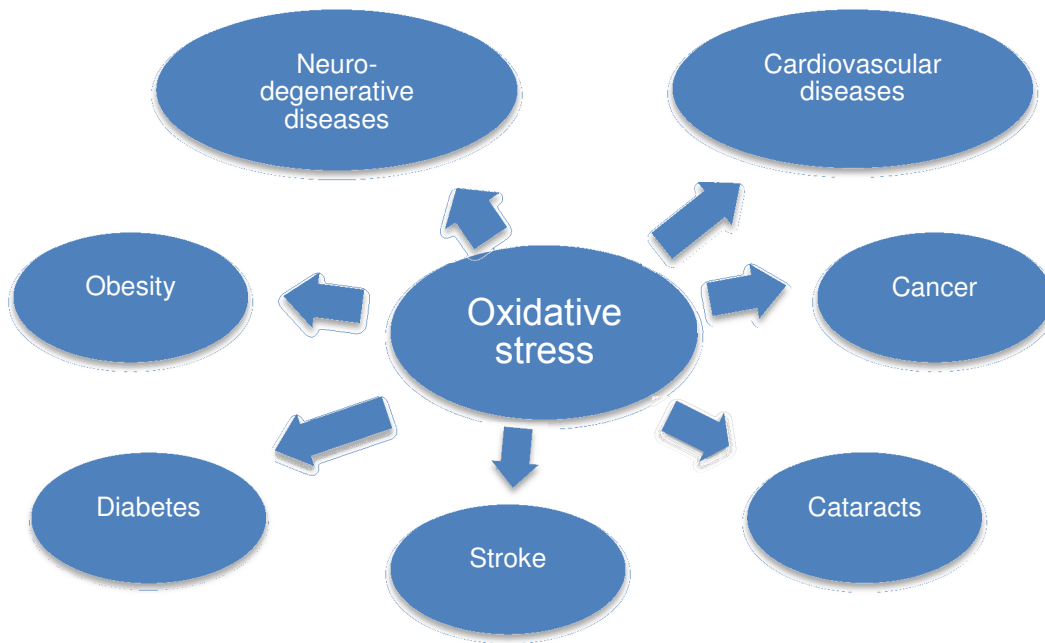 Neuro-
degenerative
diseases
Cardiovascular
diseases
Obesity
Oxidative
stress
Cancer
Diabetes
Stroke
Cataracts